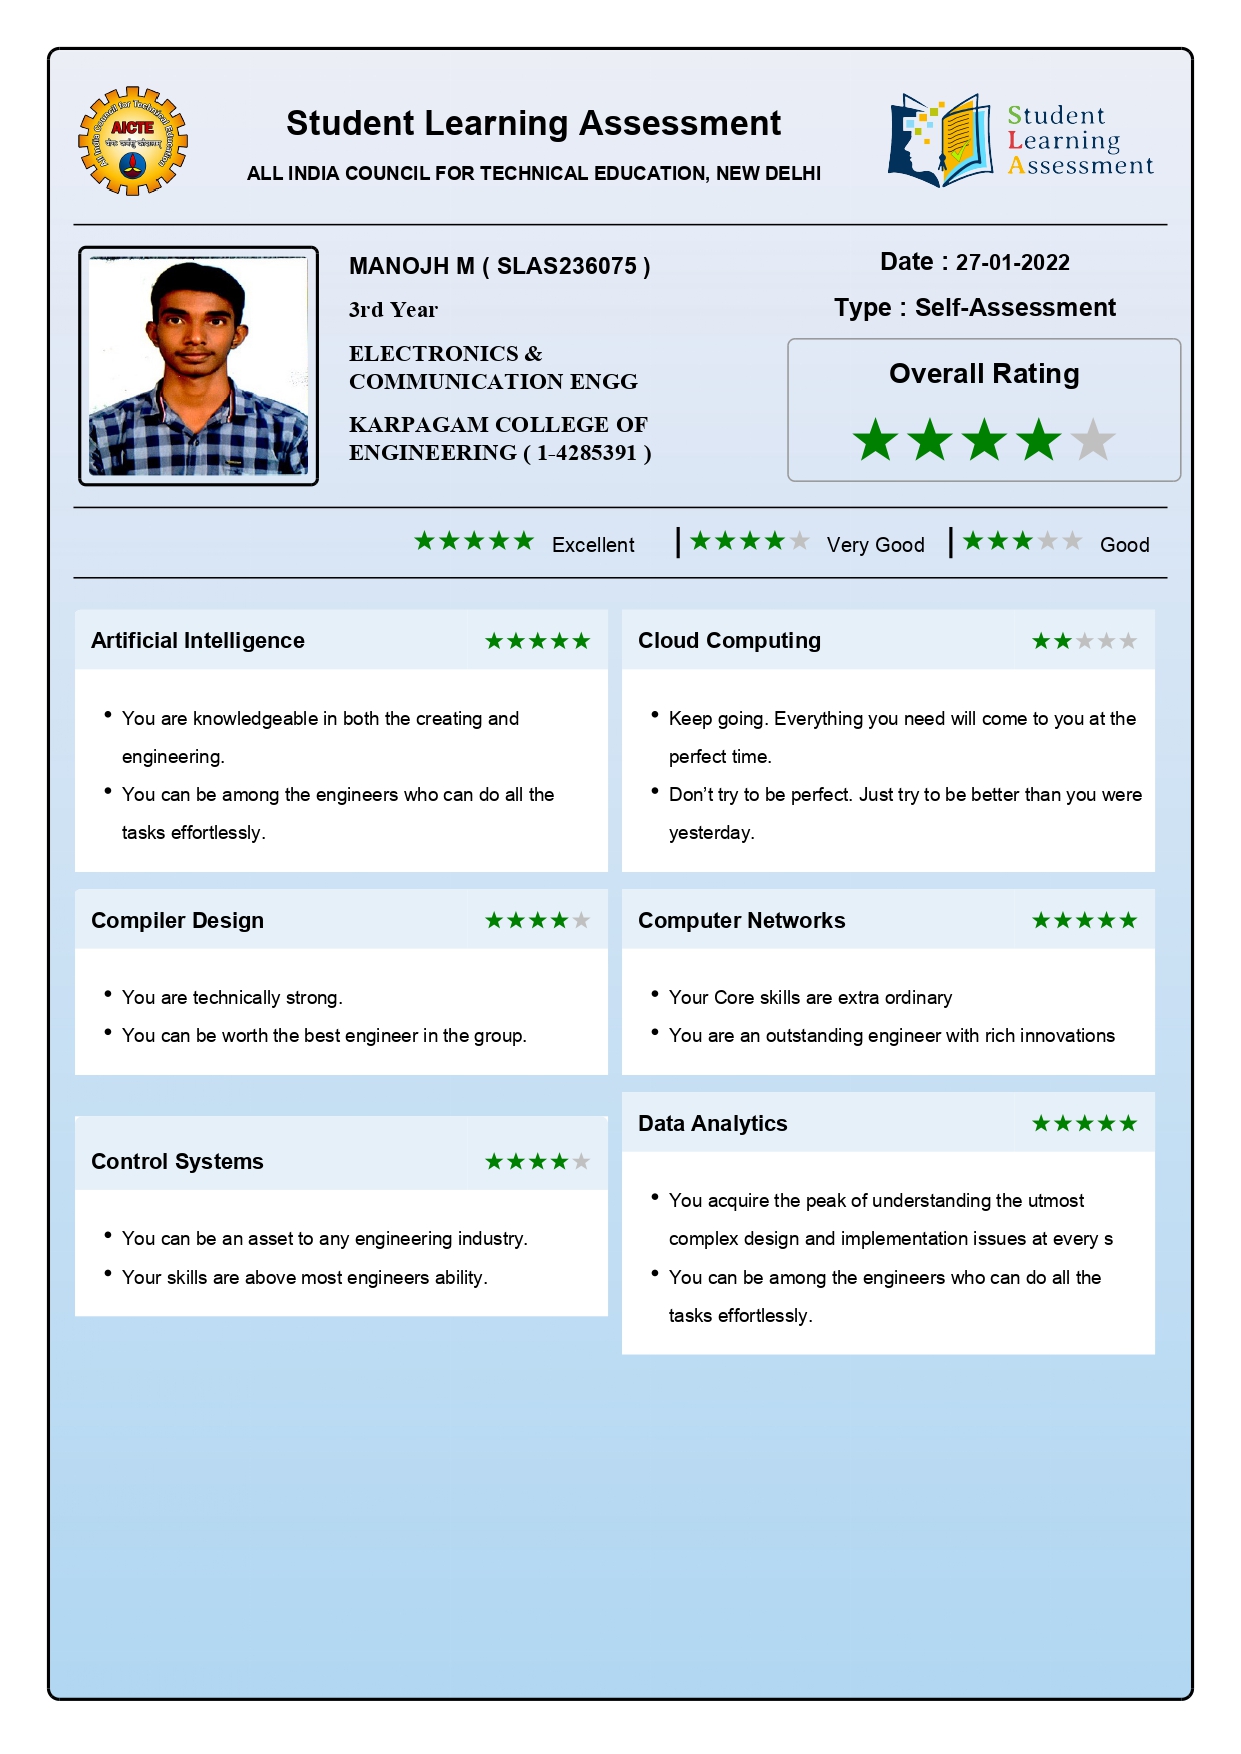 All India Council for Technical Education
AICTE
Student Learning Assessment
ALL INDIA COUNCIL FOR TECHNICAL EDUCATION, NEW DELHI
Student
Learning
Assessment
MANOJH M ( SLAS236075 )
3rd Year
ELECTRONICS &
COMMUNICATION ENGG
KARPAGAM COLLEGE OF
ENGINEERING ( 1-4285391 )
Date : 27-01-2022
Type : Self-Assessment
Overall Rating
Excellent
Very Good
Good
Artificial Intelligence
• You are knowledgeable in both the creating and
engineering.
• You can be among the engineers who can do all the
tasks effortlessly.
Cloud Computing
• Keep going. Everything you need will come to you at the
perfect time.
• Don’t try to be perfect. Just try to be better than you were
yesterday.
Compiler Design
• You are technically strong.
• You can be worth the best engineer in the group.
Computer Networks
• Your Core skills are extra ordinary
• You are an outstanding engineer with rich innovations
Control Systems
• You can be an asset to any engineering industry.
• Your skills are above most engineers ability.
Data Analytics
• You acquire the peak of understanding the utmost
complex design and implementation issues at every s
• You can be among the engineers who can do all the
tasks effortlessly.